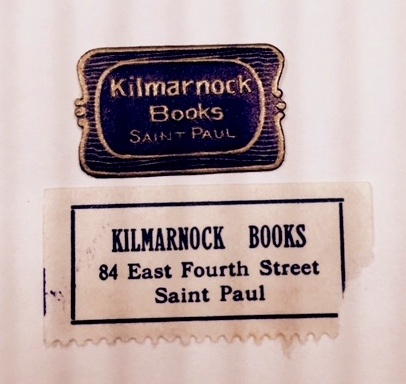 Kilmarnock
Books
SAINT PAUL
KILMARNOCK BOOKS
84 East Fourth Street
Saint Paul